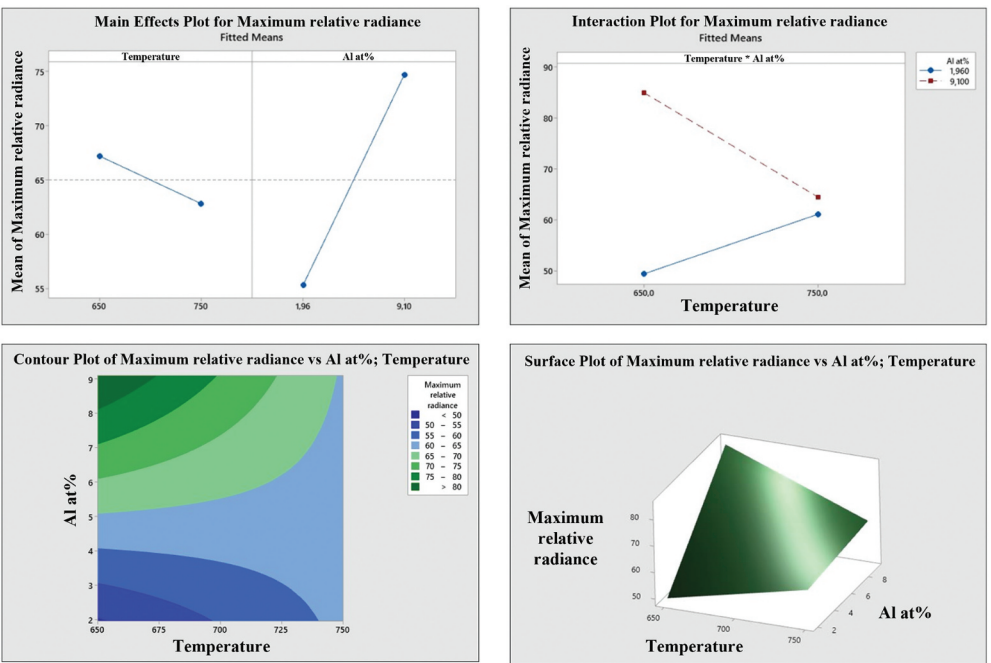 Main Effects Plot for Maximum relative radiance
Fitted Means
Temperature
Al at%
Mean of Maximum relative radiance
75
70
65
60
55
650
750
1,96
9,10
Interaction Plot for Maximum relative radiance
Fitted Means
Temperature * Al at%
Mean of Maximum relative radiance
90
80
70
60
50
650,0
750,0
Temperature
Al at%
1,960
9,100
Contour Plot of Maximum relative radiance vs Al at%; Temperature
Al at%
9
8
7
6
5
4
3
2
650
675
700
725
750
Temperature
Maximum
relative
radiance
< 50
50 – 55
55 – 60
60 – 65
65 – 70
70 – 75
75 – 80
> 80
Surface Plot of Maximum relative radiance vs Al at%; Temperature
Maximum
relative
radiance
80
70
60
50
650
700
750
Temperature
2
4
6
8
Al at%